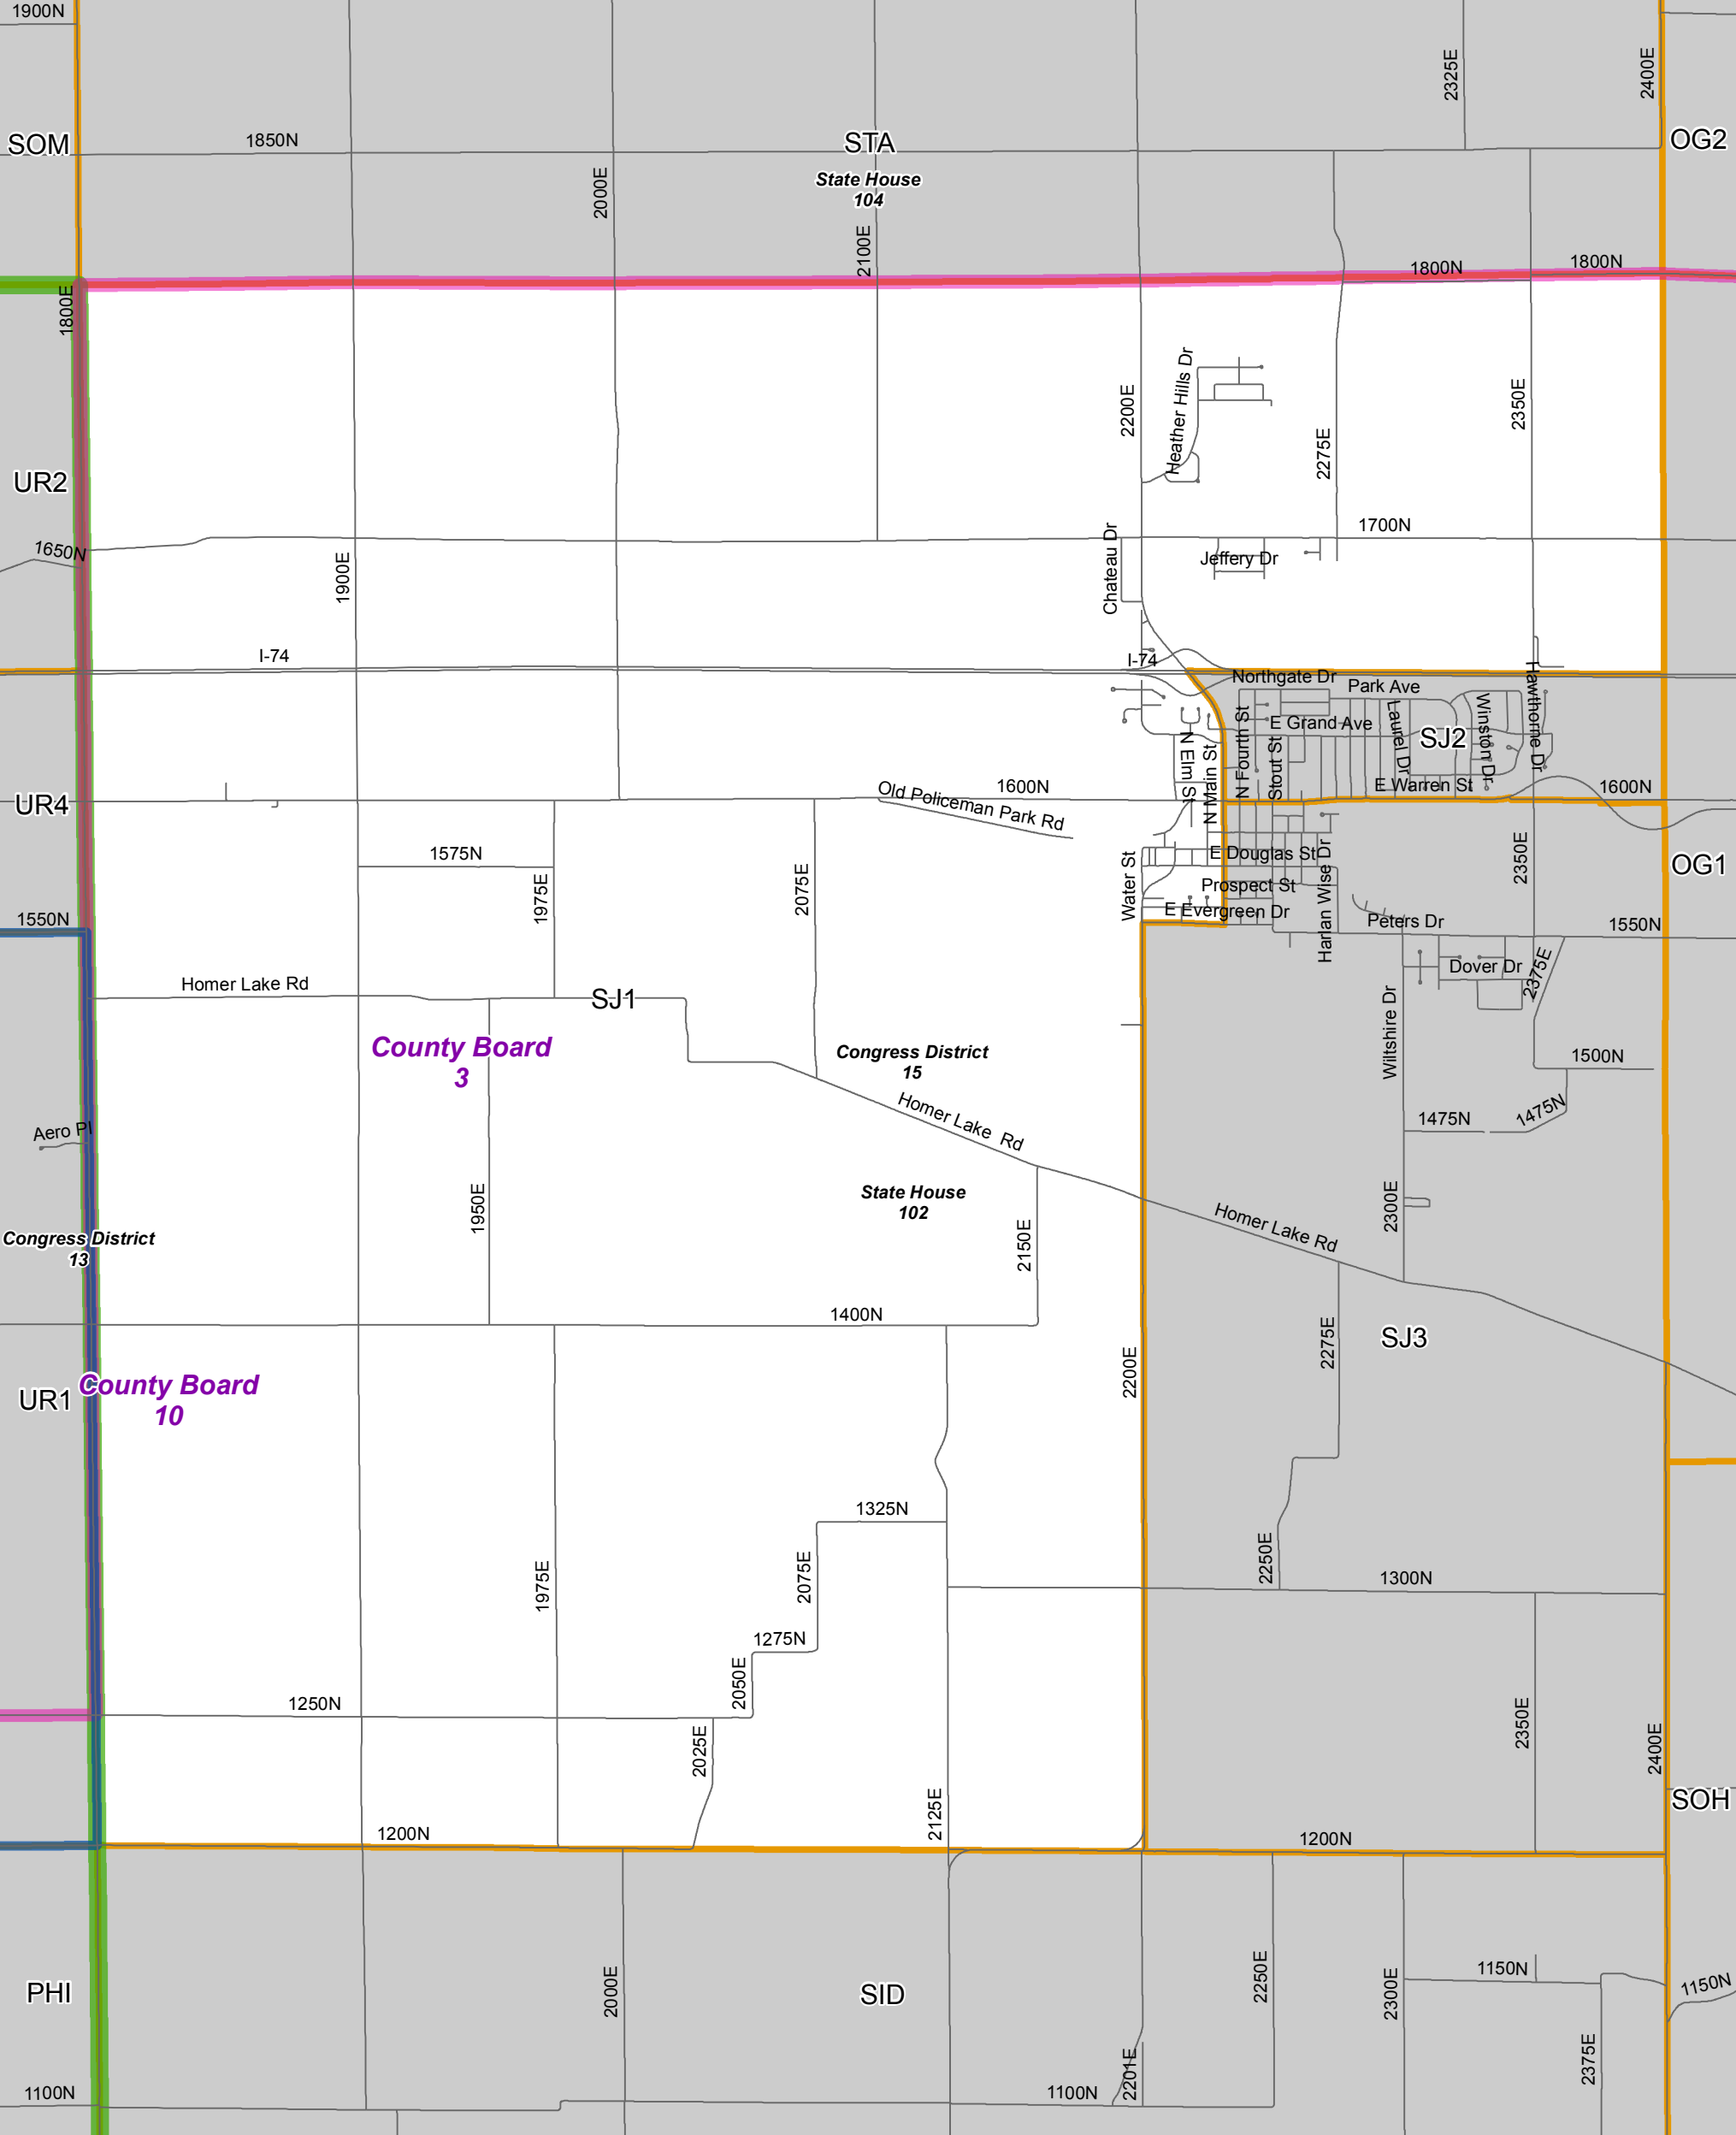 1900N
2325E
2400E
SOM
1850N
STA
OG2
State House
104
2000E
2100E
1800N
1800N
1800E
Heather Hills Dr
2200E
2350E
2275E
UR2
1700N
1650N
Chateau Dr
Jeffery Dr
1900E
I-74
I-74
Northgate Dr
Park Ave
Hawthorne Dr
Winston Dr
Laurel Dr
E Grand Ave
N Fourth St
Stout St
SJ2
N Elm St
N Main St
E Warren St
1600N
1600N
UR4
Old Policeman Park Rd
1575N
E Douglas St
2350E
OG1
1975E
2075E
Water St
Prospect St
Harlan Wise Dr
E Evergreen Dr
Peters Dr
1550N
1550N
Dover Dr
2375E
Homer Lake Rd
SJ1
Wiltshire Dr
County Board
3
Congress District
15
1500N
Homer Lake Rd
1475N
1475N
Aero Pl
State House
102
1950E
2150E
2300E
Homer Lake Rd
Congress District
13
1400N
2275E
SJ3
2200E
UR1
County Board
10
1325N
2250E
1975E
2075E
1300N
1275N
2050E
1250N
2025E
2350E
2400E
2125E
SOH
1200N
1200N
PHI
2000E
SID
2250E
2300E
1150N
1150N
2375E
2201E
1100N
1100N